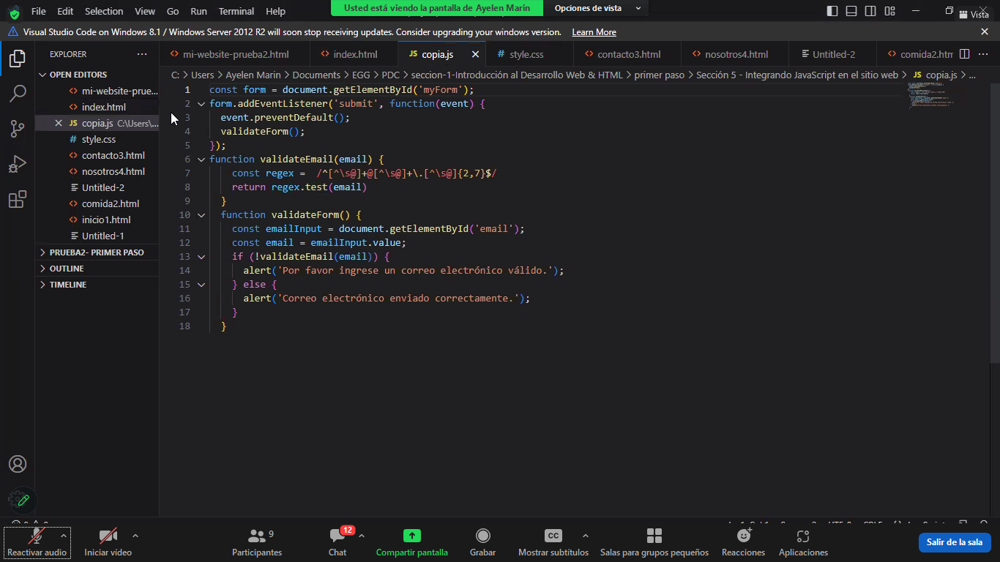 File Edit Selection View Go Run Terminal Help
Usted está viendo la pantalla de Ayelen Marin Opciones de vista
Vista
Visual Studio Code on Windows 8.1 / Windows Server 2012 R2 will soon stop receiving updates. Consider upgrading your windows version. Learn More
EXPLORER
mi-website-prueba2.html index.html JS copia.js # style.css contacto3.html nosotros4.html Untitled-2 comida2.htm
C: > Users > Ayelen Marin > Documents > EGG > PDC > seccion-1-Introducción al Desarrollo Web & HTML > primer paso > Sección 5 - Integrando JavaScript en el sitio web > JS copia.js > ...
OPEN EDITORS
mi-website-prue...
index.html
JS copia.js C:\Users\...
# style.css
contacto3.html
nosotros4.html
Untitled-2
comida2.html
inicio1.html
Untitled-1
PRUEBA2- PRIMER PASO
OUTLINE
TIMELINE
1 const form = document.getElementById('myForm');
2 form.addEventListener('submit', function(event) {
3 event.preventDefault();
4 validateForm();
5 });
6 function validateEmail(email) {
7 const regex =  /^[^\s@]+@[^\s@]+\.[^\s@]{2,7}$/
8 return regex.test(email)
9 }
10 function validateForm() {
11 const emailInput = document.getElementById('email');
12 const email = emailInput.value;
13 if (!validateEmail(email)) {
14 alert('Por favor ingrese un correo electrónico válido.');
15 } else {
16 alert('Correo electrónico enviado correctamente.');
17 }
18 }
9
12
CC
Reactivar audio Iniciar vídeo Participantes Chat Compartir pantalla Grabar Mostrar subtítulos Salas para grupos pequeños Reacciones Aplicaciones
Salir de la sala